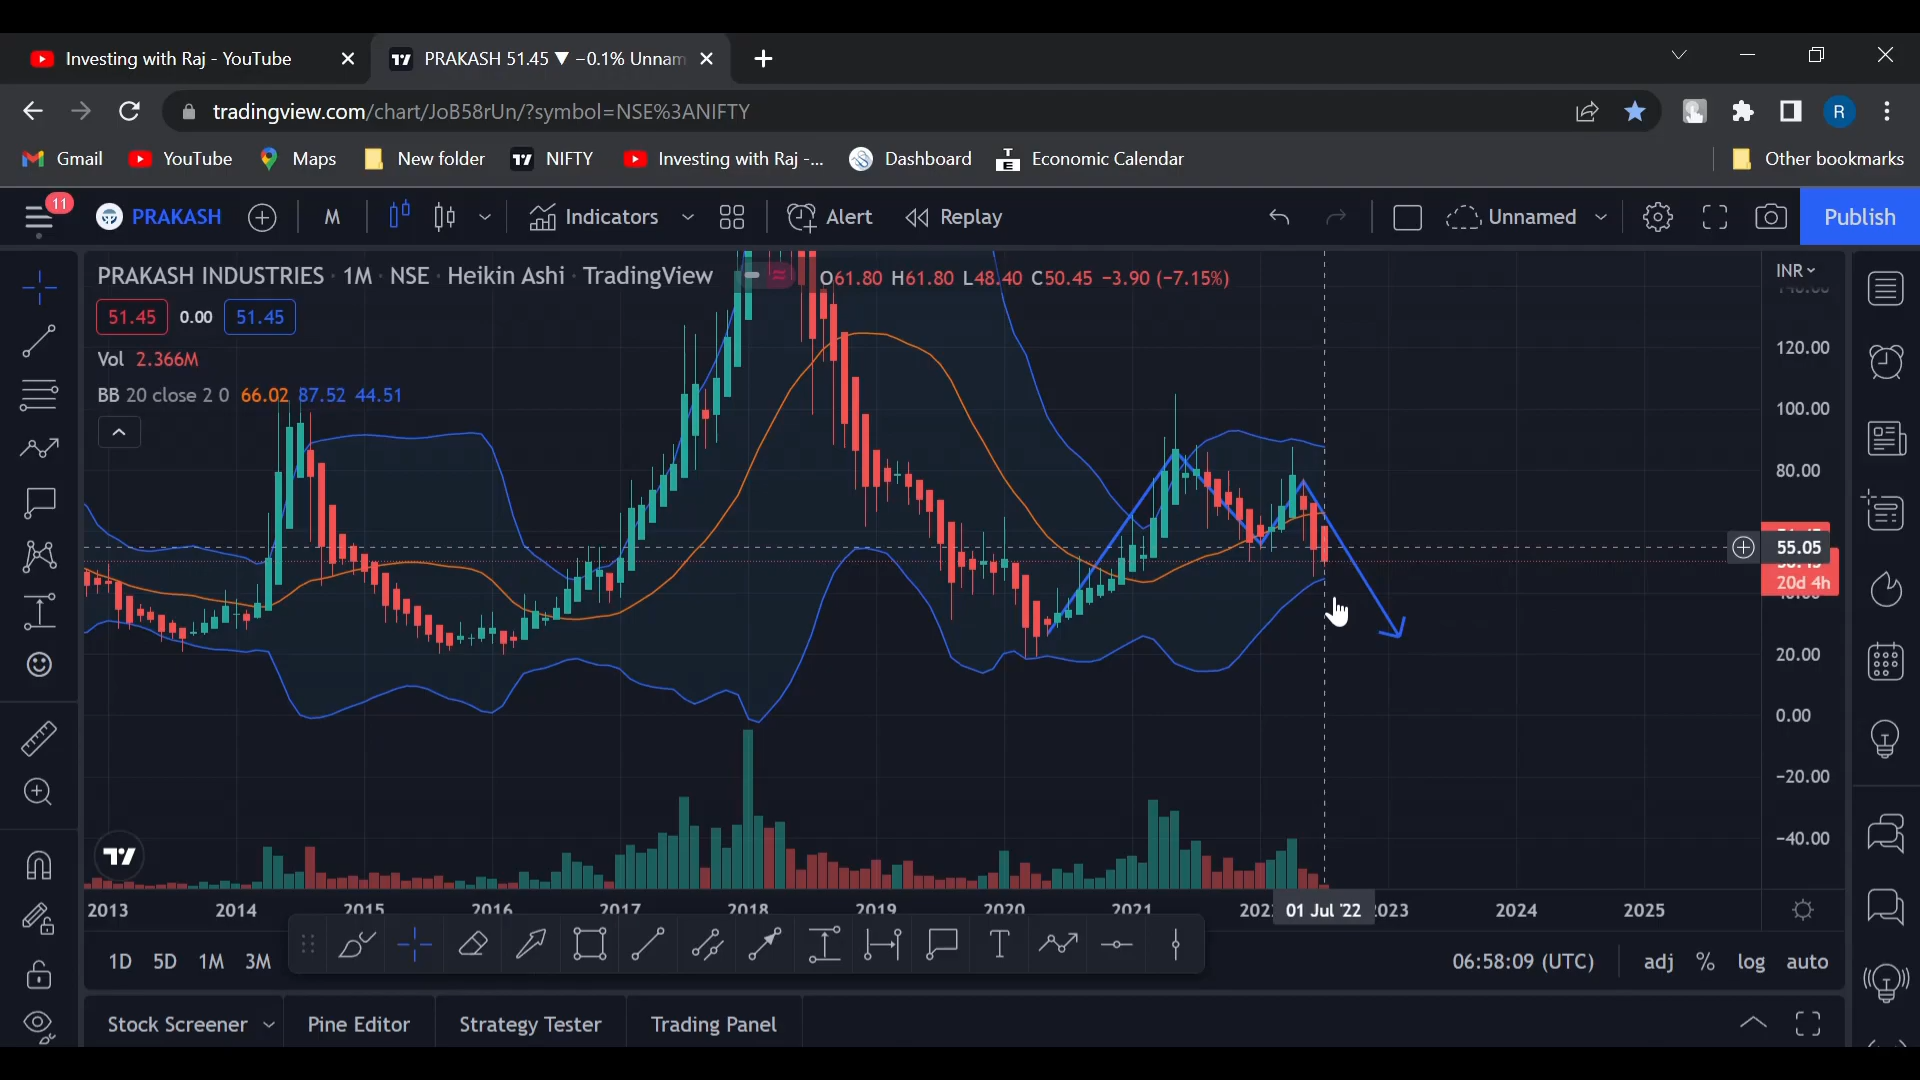 Investing with Raj - YouTube
PRAKASH 51.45 ▼ −0.1% Unnam
tradingview.com/chart/JoB58rUn/?symbol=NSE%3ANIFTY
R
Gmail
YouTube
Maps
New folder
NIFTY
Investing with Raj -...
Dashboard
Economic Calendar
Other bookmarks
11
PRAKASH
M
Indicators
Alert
Replay
Unnamed
Publish
PRAKASH INDUSTRIES · 1M · NSE · Heikin Ashi · TradingView
O61.80 H61.80 L48.40 C50.45 −3.90 (−7.15%)
INR
51.45 0.00 51.45
Vol 2.366M
BB 20 close 2 0 66.02 87.52 44.51
120.00
100.00
80.00
55.05
20d 4h
20.00
0.00
−20.00
−40.00
2013 2014 2015 2016 2017 2018 2019 2020 2021 01 Jul '22 2024 2025
1D 5D 1M 3M
T
06:58:09 (UTC)
adj % log auto
Stock Screener
Pine Editor
Strategy Tester
Trading Panel